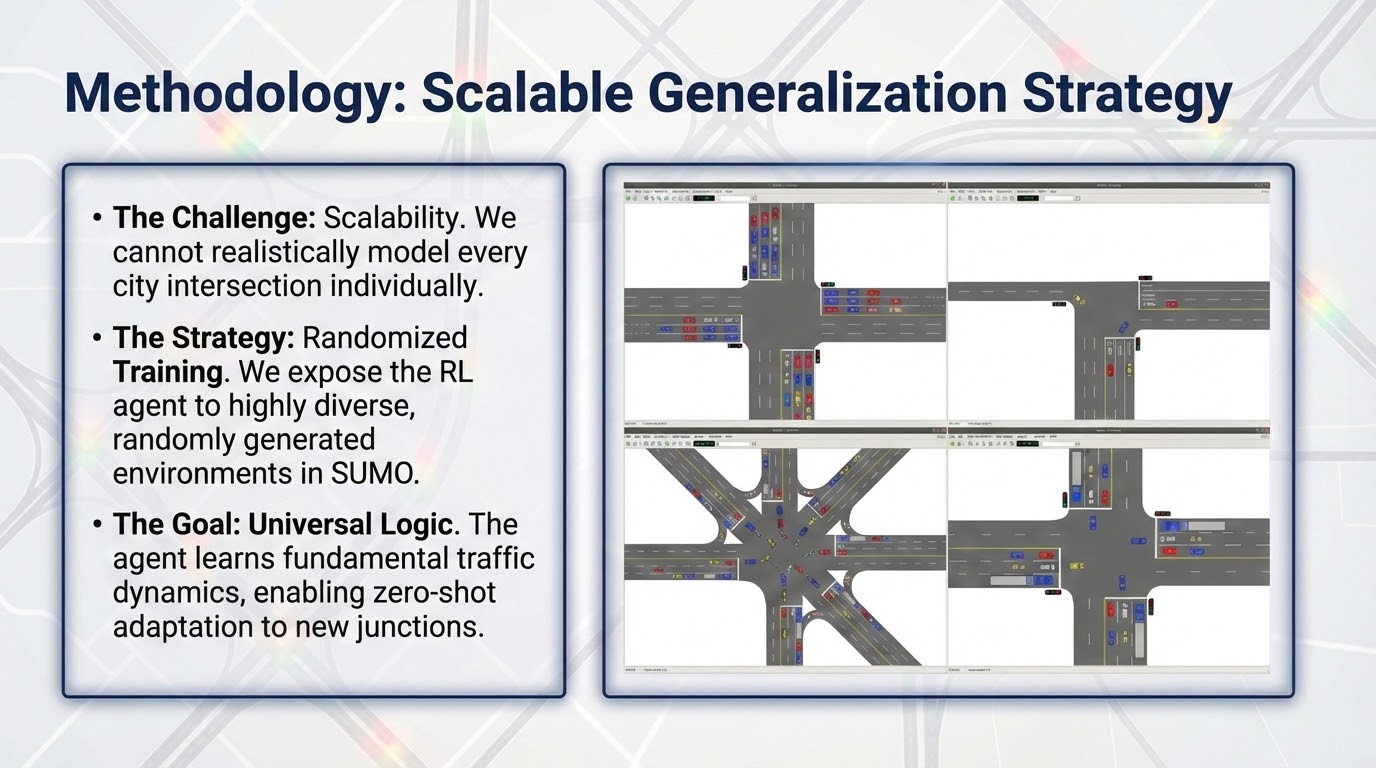 Methodology: Scalable Generalization Strategy
• The Challenge: Scalability. We
cannot realistically model every
city intersection individually.
• The Strategy: Randomized
Training. We expose the RL
agent to highly diverse,
randomly generated
environments in SUMO.
• The Goal: Universal Logic. The
agent learns fundamental traffic
dynamics, enabling zero-shot
adaptation to new junctions.